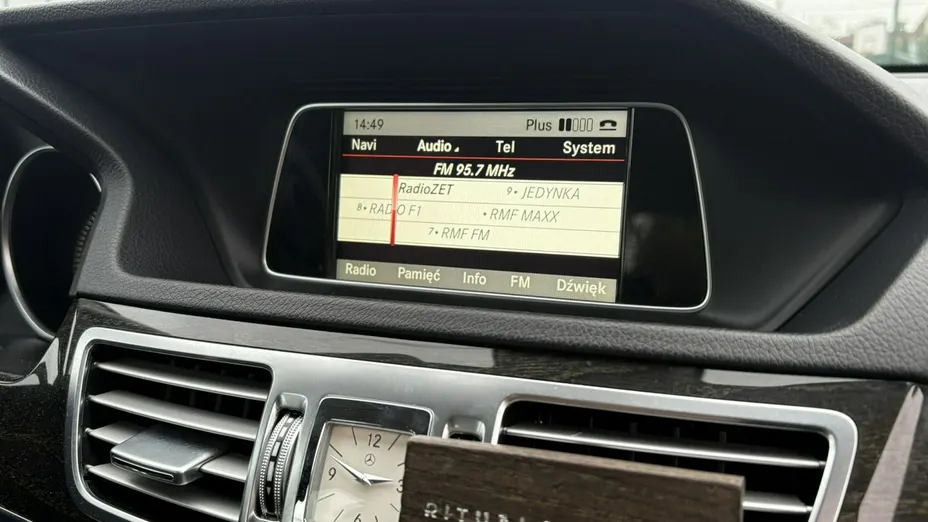 14:49 Plus
Navi Audio Tel System
FM 95.7 MHz
RadioZET 9• JEDYNKA
8• RADIO F1 • RMF MAXX
7• RMF FM
Radio Pamięć Info FM Dźwięk
12
3